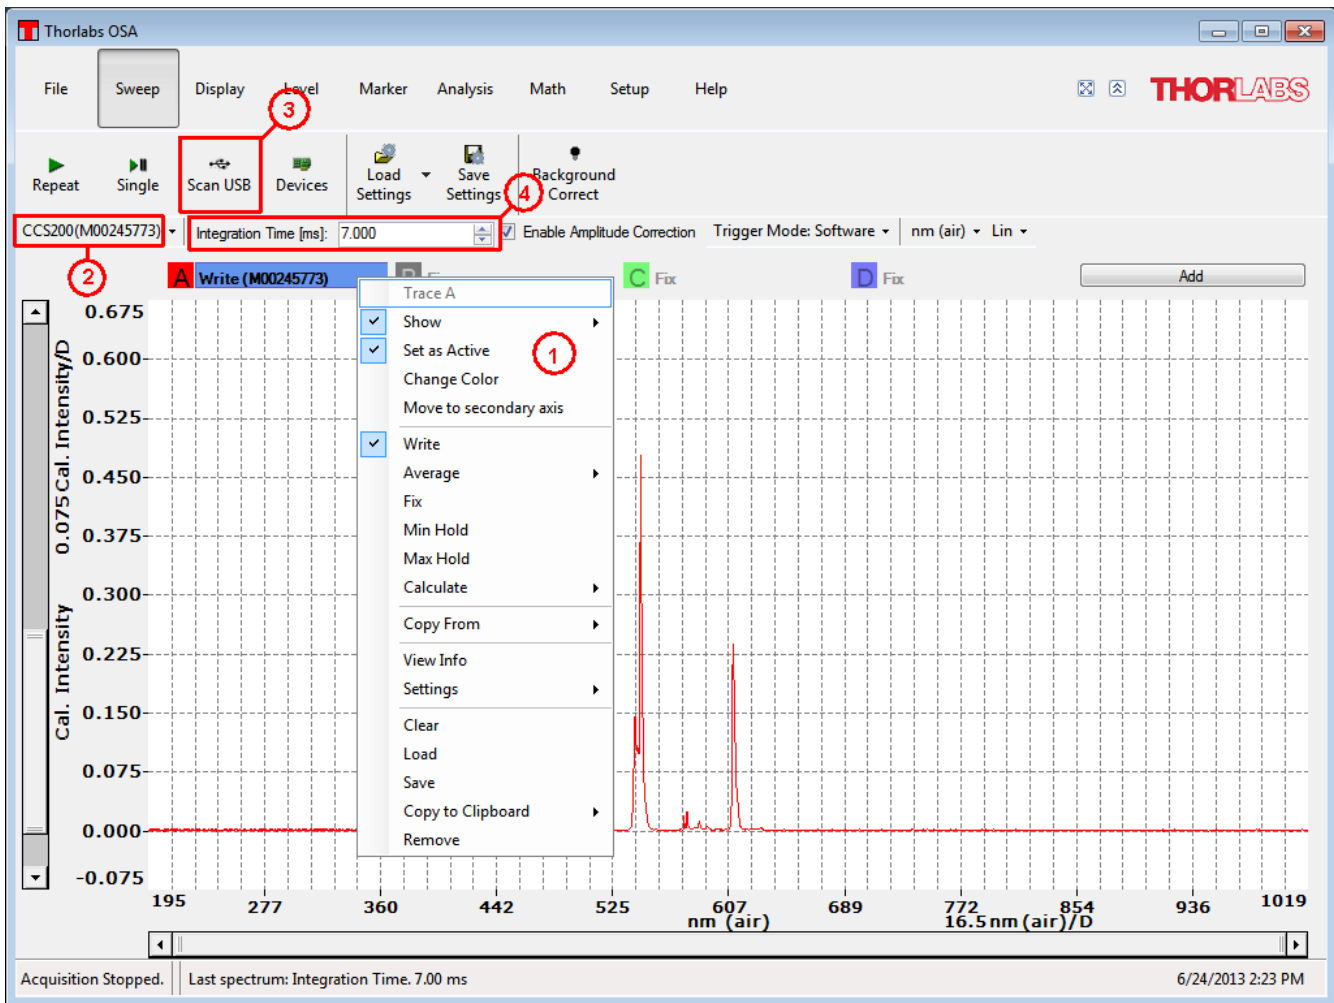 Thorlabs OSA
File Sweep Display Level Marker Analysis Math Setup Help THORLABS
3
Repeat Single Scan USB Devices Load Settings Save Settings Background Correct
4
CCS200(M00245773) Integration Time [ms]: 7.000 Enable Amplitude Correction Trigger Mode: Software nm (air) Lin
2
A Write (M00245773) C Fix D Fix Add
Trace A
Show
Set as Active
1
Change Color
Move to secondary axis
Write
Average
Fix
Min Hold
Max Hold
Calculate
Copy From
View Info
Settings
Clear
Load
Save
Copy to Clipboard
Remove
0.075 Cal. Intensity/D
Cal. Intensity
0.675
0.600
0.525
0.450
0.375
0.300
0.225
0.150
0.075
0.000
-0.075
195 277 360 442 525 607 689 772 854 936 1019
nm (air) 16.5 nm (air)/D
Acquisition Stopped. Last spectrum: Integration Time. 7.00 ms 6/24/2013 2:23 PM